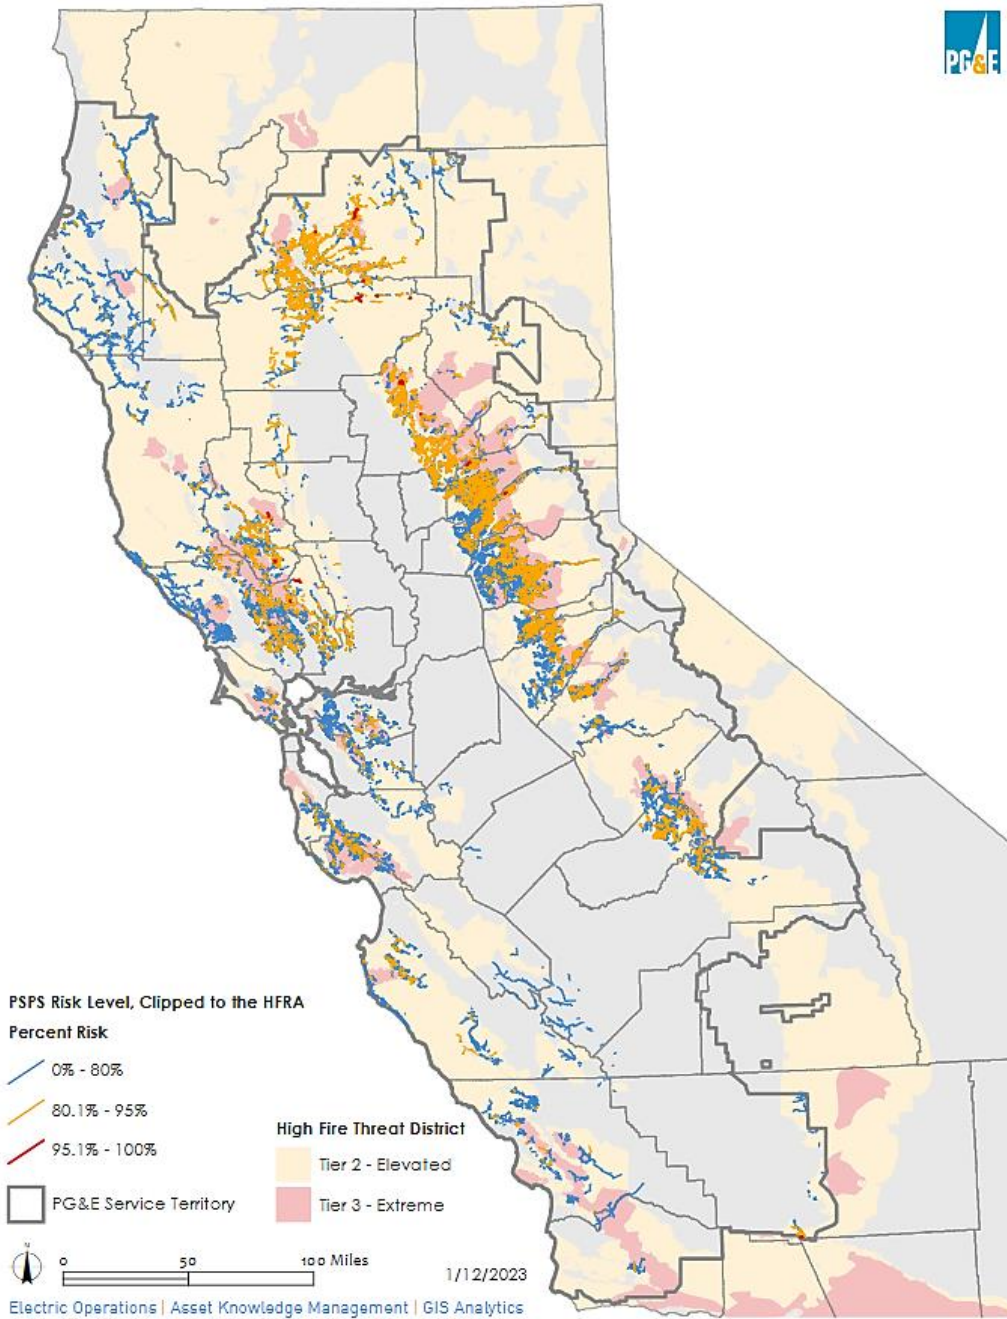 PG&E
PSPS Risk Level, Clipped to the HFRA
Percent Risk
0% - 80%
80.1% - 95%
95.1% - 100%
PG&E Service Territory
High Fire Threat District
Tier 2 - Elevated
Tier 3 - Extreme
N
0 50 100 Miles
1/12/2023
Electric Operations | Asset Knowledge Management | GIS Analytics